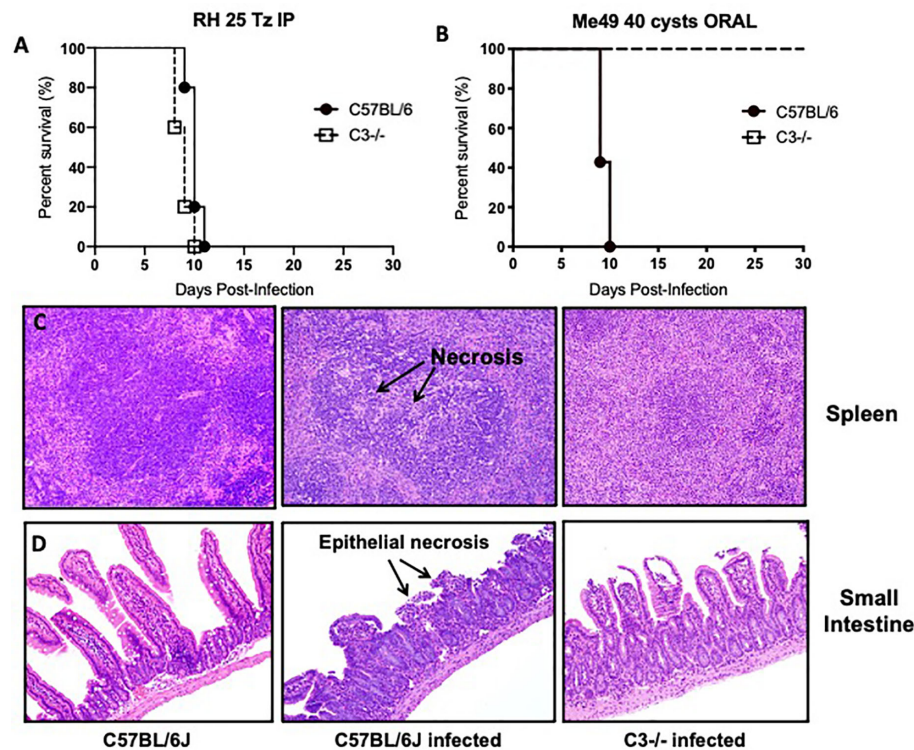 RH 25 Tz IP
A
Percent survival (%)
100
80
60
40
20
0
0 5 10 15 20 25 30
Days Post-Infection
C57BL/6
C3-/-
Me49 40 cysts ORAL
B
Percent survival (%)
100
80
60
40
20
0
0 5 10 15 20 25 30
Days Post-Infection
C57BL/6
C3-/-
C
Necrosis
Spleen
D
Epithelial necrosis
Small
Intestine
C57BL/6J
C57BL/6J infected
C3-/- infected